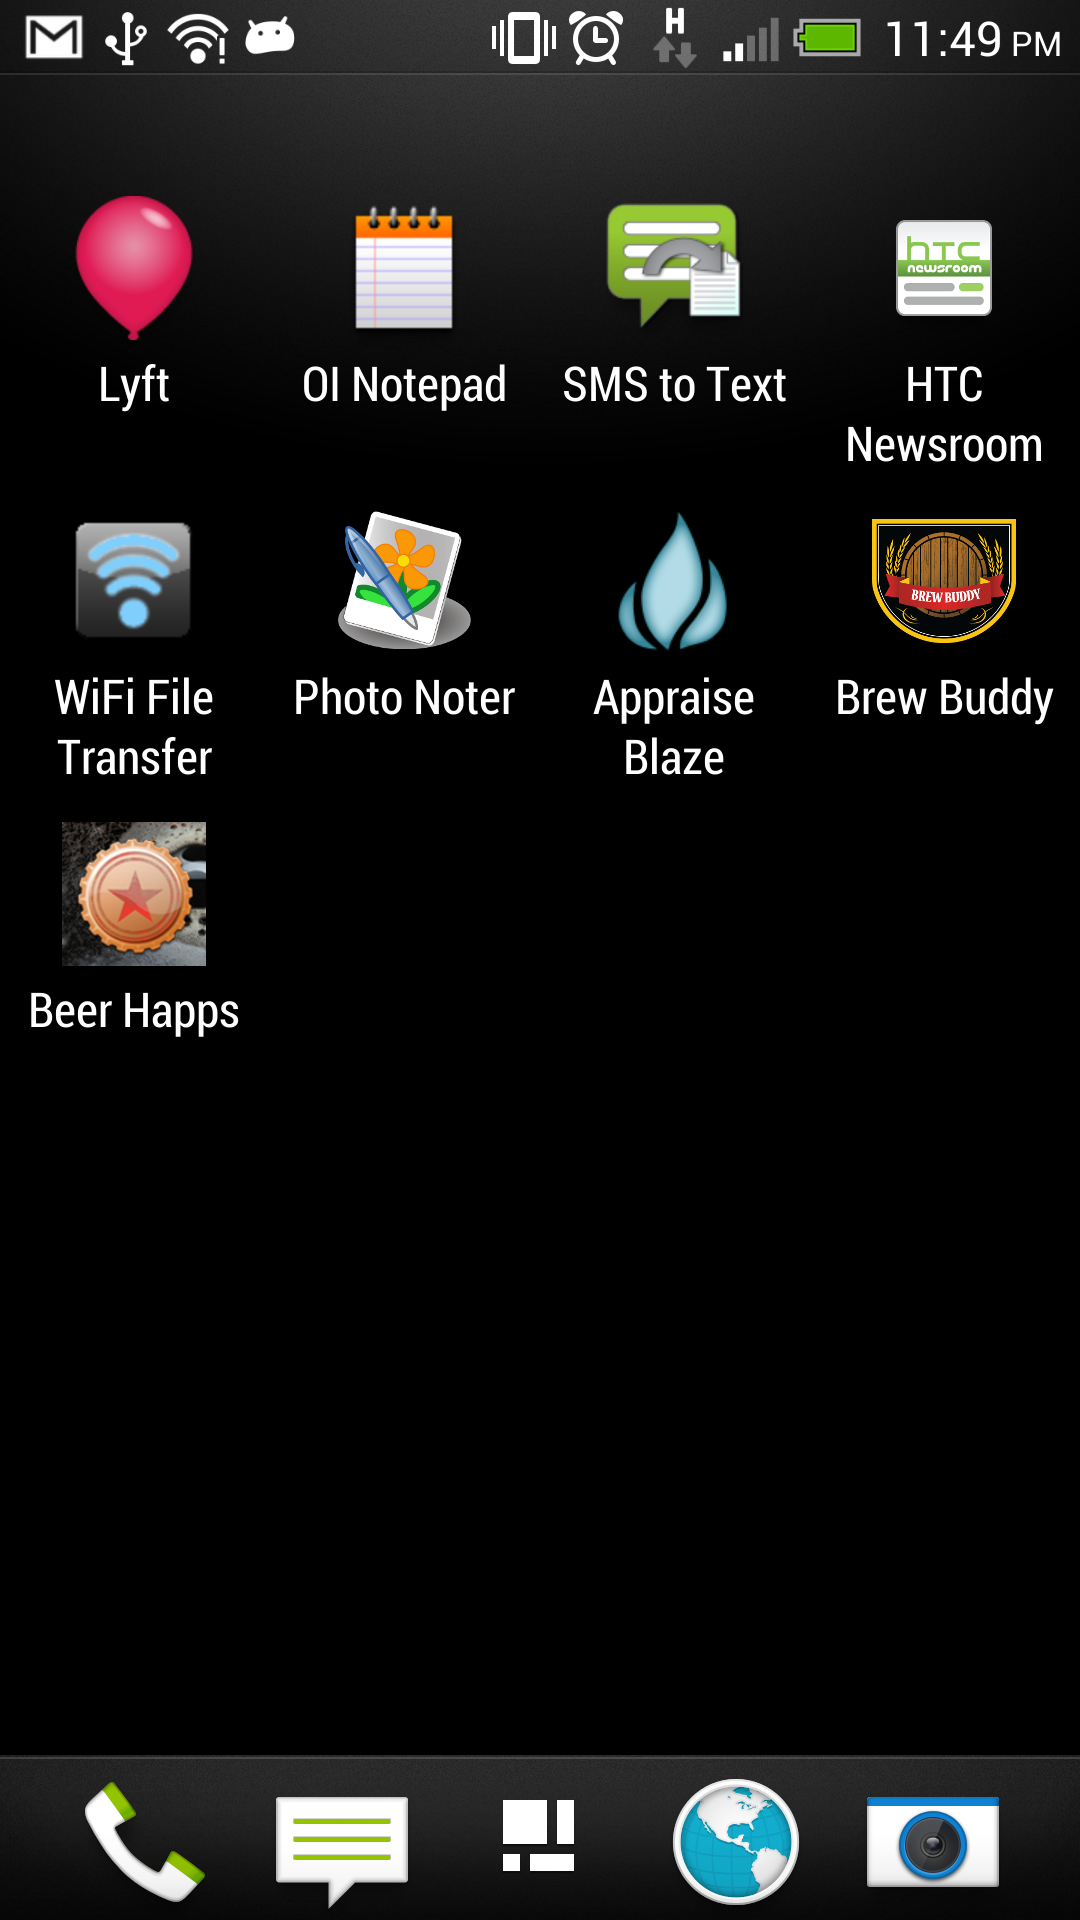 H
11:49 PM
hTC
newsroom
Lyft
OI Notepad
SMS to Text
HTC
Newsroom
BREW BUDDY
WiFi File
Transfer
Photo Noter
Appraise
Blaze
Brew Buddy
Beer Happs